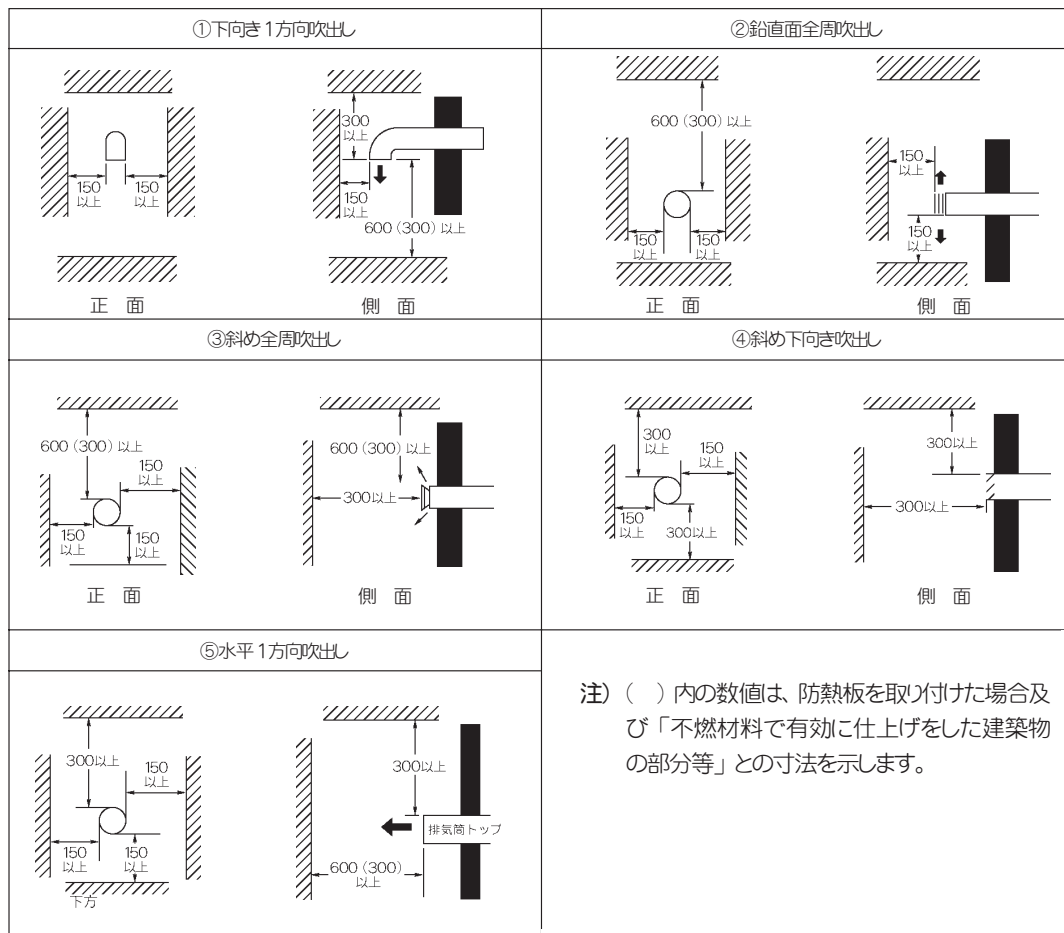 ①下向き1方向吹出し
300
以上
150
以上
150
以上
150
以上
600(300)以上
正 面
側 面
②鉛直面全周吹出し
600(300)以上
150
以上
150
以上
150
以上
150
以上
正 面
側 面
③斜め全周吹出し
600(300)以上
150
以上
150
以上
150
以上
600(300)以上
300以上
正 面
側 面
④斜め下向き吹出し
300
以上
150
以上
150
以上
300以上
300以上
300以上
正 面
側 面
⑤水平1方向吹出し
300以上
150
以上
150
以上
150
以上
下方
300以上
排気筒トップ
600(300)
以上
注)( )内の数値は、防熱板を取り付けた場合及
び「不燃材料で有効に仕上げをした建築物
の部分等」との寸法を示します。